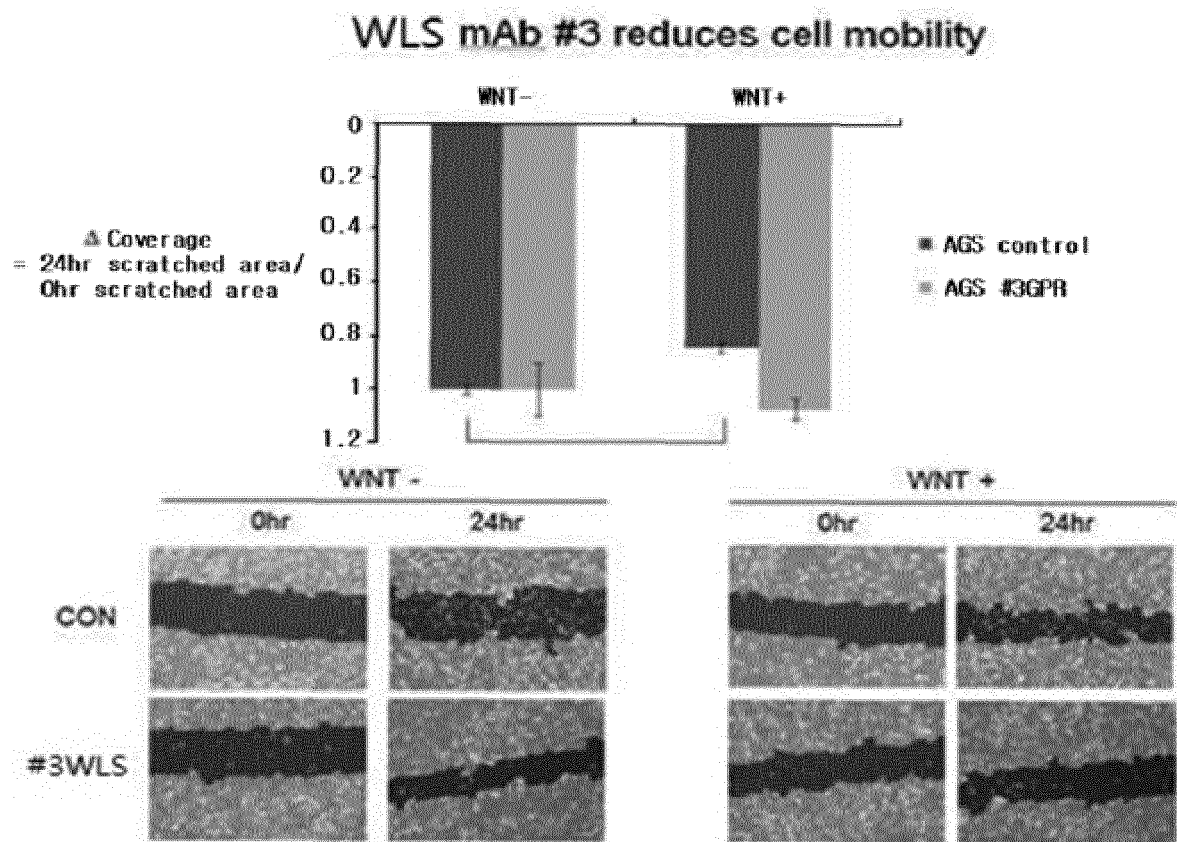 WLS mAb #3 reduces cell mobility
WNT- WNT+
0
0.2
0.4
0.6
0.8
1
1.2
Δ Coverage
= 24hr scratched area/
0hr scratched area
AGS control
AGS #3GPR
WNT - WNT +
0hr 24hr 0hr 24hr
CON
#3WLS